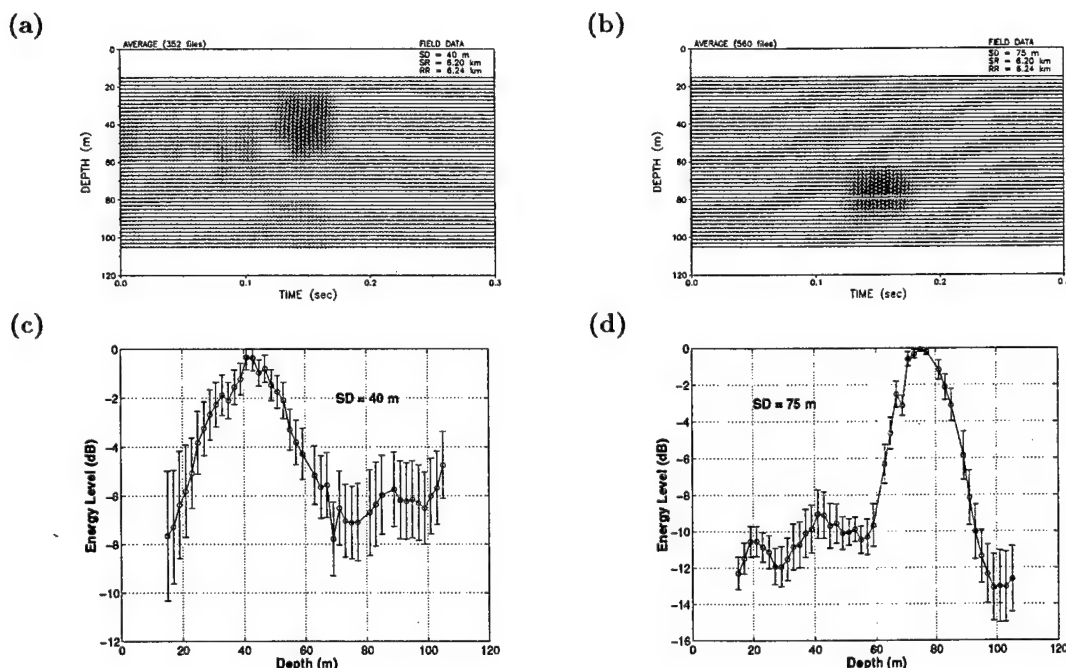 (a)
AVERAGE (352 files)
FIELD DATA
SD = 40 m
SR = 6.20 km
RR = 6.24 km
0
20
40
60
80
100
120
DEPTH (m)
0.0
0.1
0.2
0.3
TIME (sec)
(b)
AVERAGE (560 files)
FIELD DATA
SD = 75 m
SR = 6.20 km
RR = 6.24 km
0
20
40
60
80
100
120
DEPTH (m)
0.0
0.1
0.2
TIME (sec)
(c)
0
-2
-4
-6
-8
-10
-12
Energy Level (dB)
SD = 40 m
0 20 40 60 80 100 120
Depth (m)
(d)
0
-2
-4
-6
-8
-10
-12
-14
-16
Energy Level (dB)
SD = 75 m
0 20 40 60 80 100 120
Depth (m)